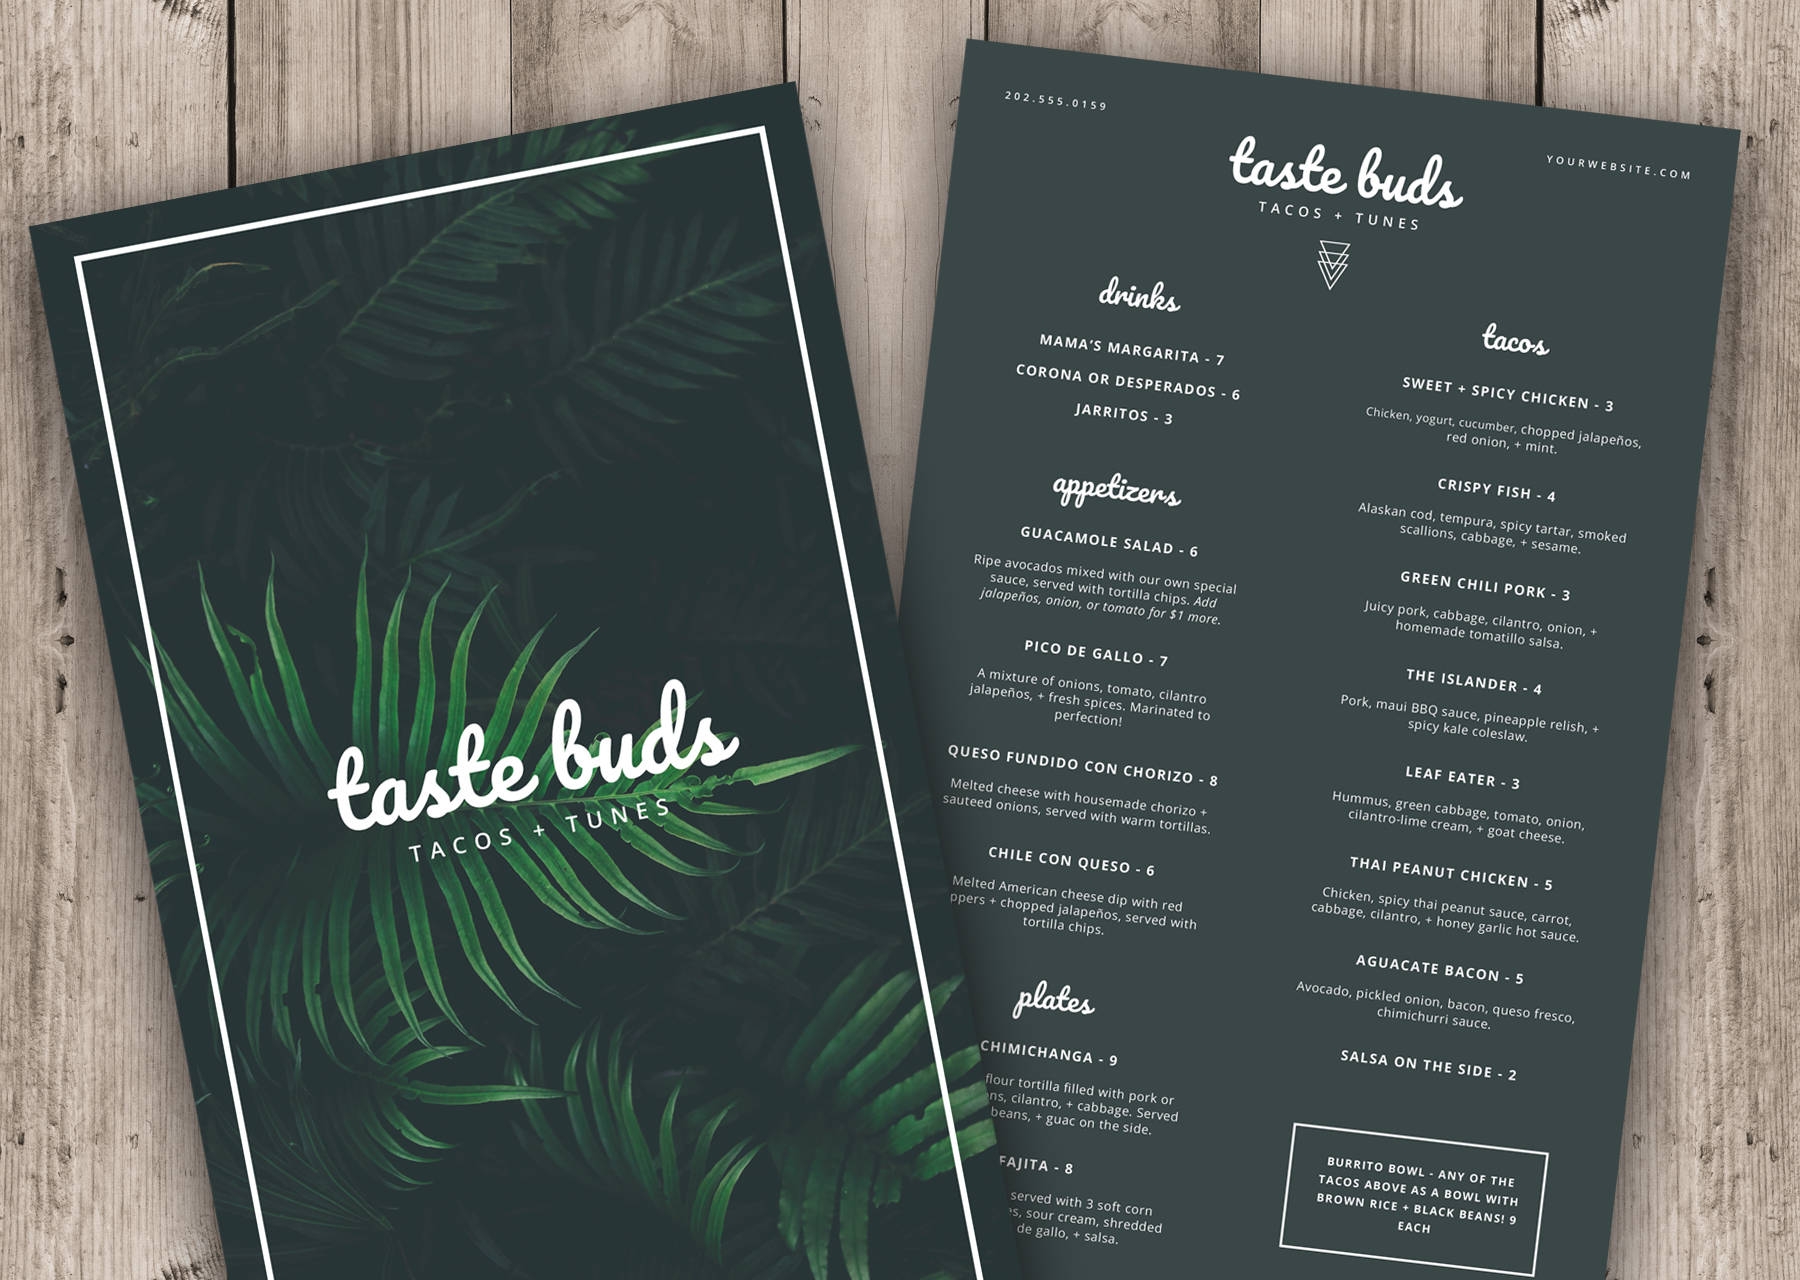 taste buds
TACOS + TUNES
202.555.0159
YOURWEBSITE.COM
taste buds
TACOS + TUNES
drinks
MAMA'S MARGARITA - 7
CORONA OR DESPERADOS - 6
JARRITOS - 3
appetizers
GUACAMOLE SALAD - 6
Ripe avocados mixed with our own special
sauce, served with tortilla chips. Add
jalapeños, onion, or tomato for $1 more.
PICO DE GALLO - 7
A mixture of onions, tomato, cilantro
jalapeños, + fresh spices. Marinated to
perfection!
QUESO FUNDIDO CON CHORIZO - 8
Melted cheese with housemade chorizo +
sauteed onions, served with warm tortillas.
CHILE CON QUESO - 6
Melted American cheese dip with red
+ chopped jalapeños, served with
tortilla chips.
plates
CHIMICHANGA - 9
flour tortilla filled with pork or
cilantro, + cabbage. Served
beans, + guac on the side.
FAJITA - 8
served with 3 soft corn
sour cream, shredded
de gallo, + salsa.
tacos
SWEET + SPICY CHICKEN - 3
Chicken, yogurt, cucumber, chopped jalapeños,
red onion, + mint.
CRISPY FISH - 4
Alaskan cod, tempura, spicy tartar, smoked
scallions, cabbage, + sesame.
GREEN CHILI PORK - 3
Juicy pork, cabbage, cilantro, onion, +
homemade tomatillo salsa.
THE ISLANDER - 4
Pork, maui BBQ sauce, pineapple relish, +
spicy kale coleslaw.
LEAF EATER - 3
Hummus, green cabbage, tomato, onion,
cilantro-lime cream, + goat cheese.
THAI PEANUT CHICKEN - 5
Chicken, spicy thai peanut sauce, carrot,
cabbage, cilantro, + honey garlic hot sauce.
AGUACATE BACON - 5
Avocado, pickled onion, bacon, queso fresco,
chimichurri sauce.
SALSA ON THE SIDE - 2
BURRITO BOWL - ANY OF THE
TACOS ABOVE AS A BOWL WITH
BROWN RICE + BLACK BEANS! 9
EACH